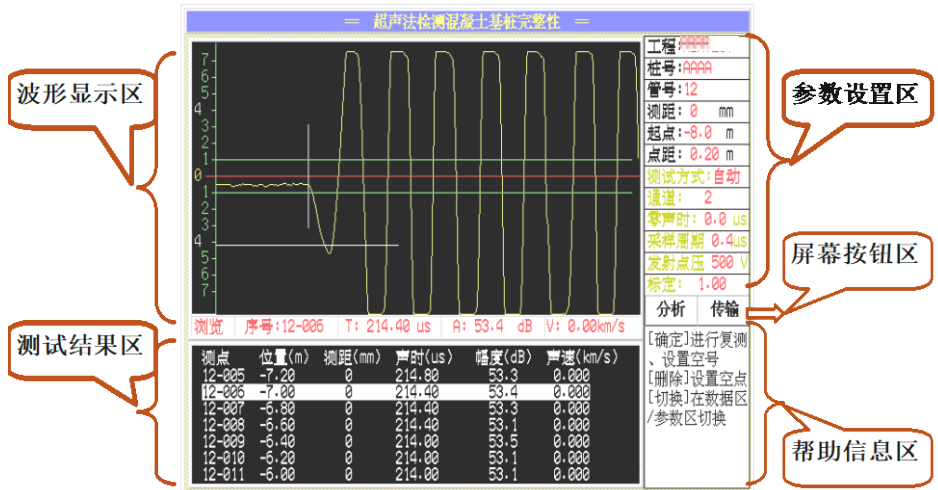 = 超声法检测混凝土基桩完整性 =
波形显示区
7
6
5
4
3
2
1
0
1
2
3
4
5
6
7
浏览 序号:12-006 T: 214.40 us A: 53.4 dB V: 0.00km/s
测试结果区
测点 位置(m) 测距(mm) 声时(us) 幅度(dB) 声速(km/s)
12-005 -7.20 0 214.80 53.3 0.000
12-006 -7.00 0 214.40 53.4 0.000
12-007 -6.80 0 214.40 53.3 0.000
12-008 -6.60 0 214.40 53.1 0.000
12-009 -6.40 0 214.00 53.5 0.000
12-010 -6.20 0 214.00 53.1 0.000
12-011 -6.00 0 214.40 53.1 0.000
工程:
桩号:AAAA
管号:12
测距: 0 mm
起点:-8.0 m
点距: 0.20 m
测试方式:自动
通道: 2
零声时: 0.0 us
采样周期 0.4us
发射点压 500 V
标定: 1.00
分析 传输
[确定]进行复测
、设置空号
[删除]设置空点
[切换]在数据区
/参数区切换
参数设置区
屏幕按钮区
帮助信息区